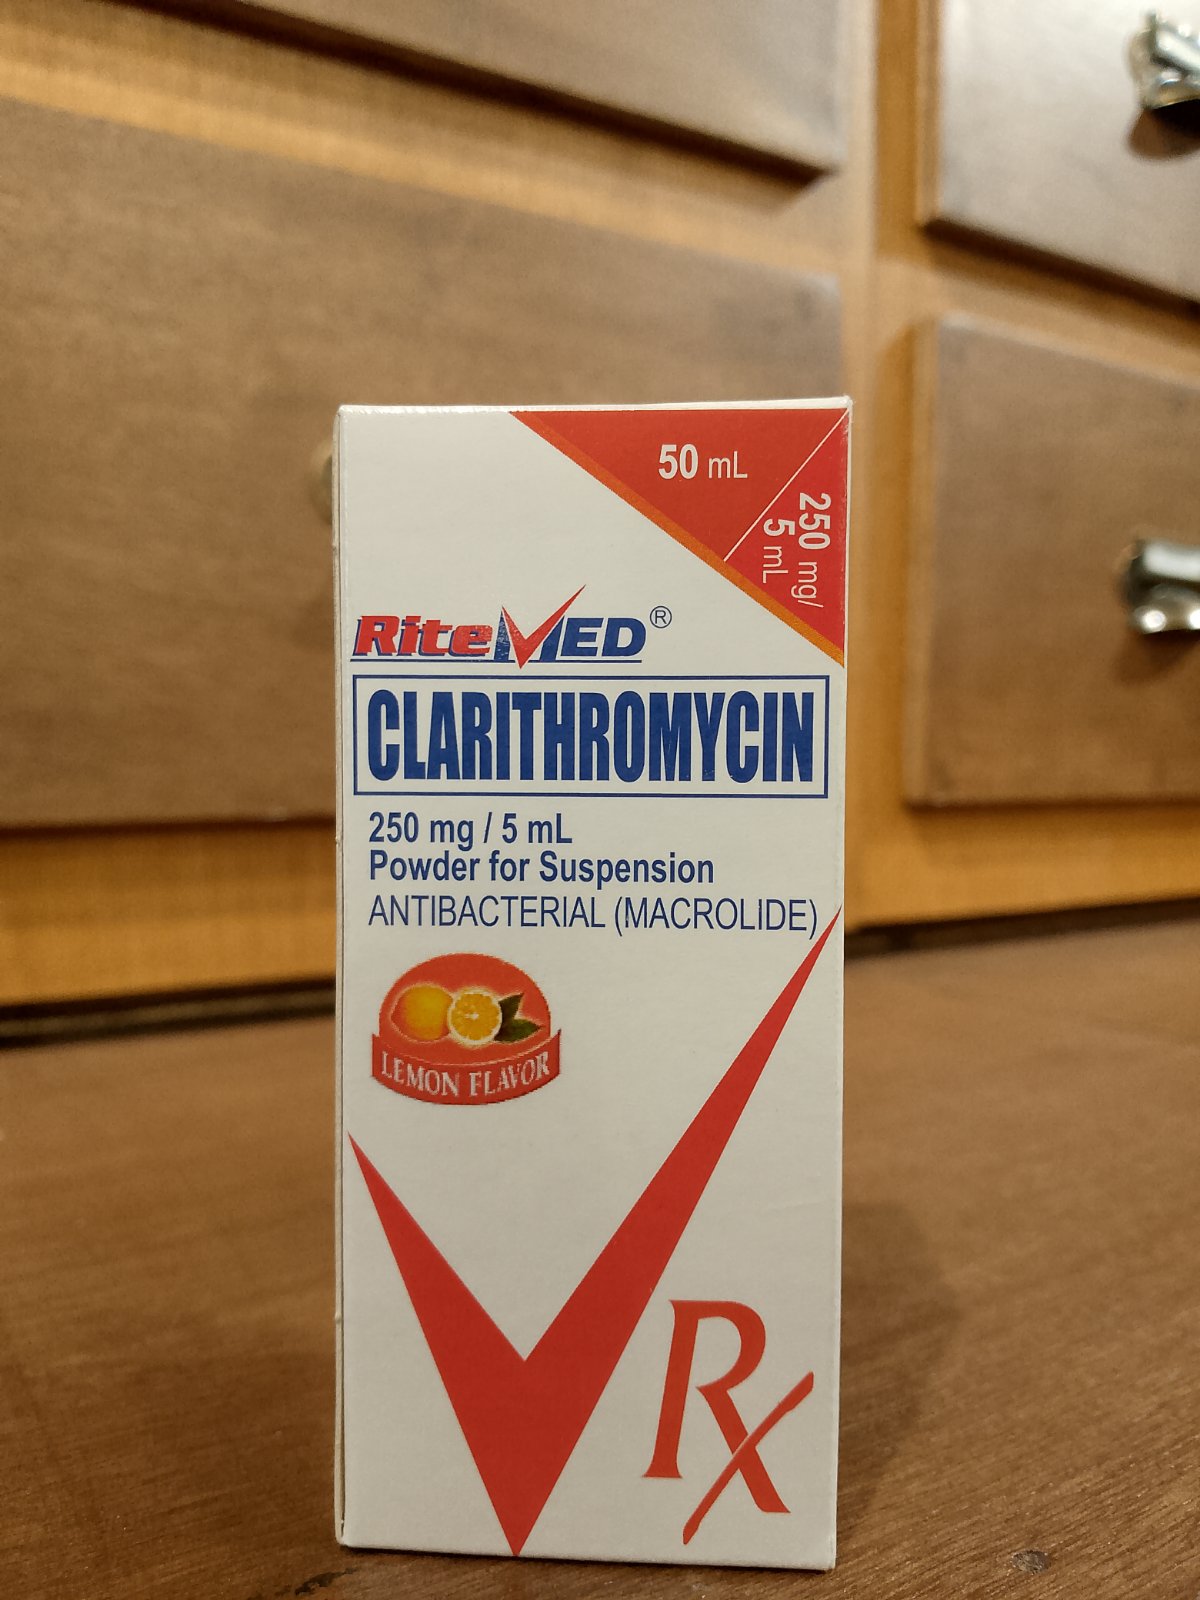 50 mL
250 mg/
5 mL
RiteMED®
CLARITHROMYCIN
250 mg / 5 mL
Powder for Suspension
ANTIBACTERIAL (MACROLIDE)
LEMON FLAVOR
Rx